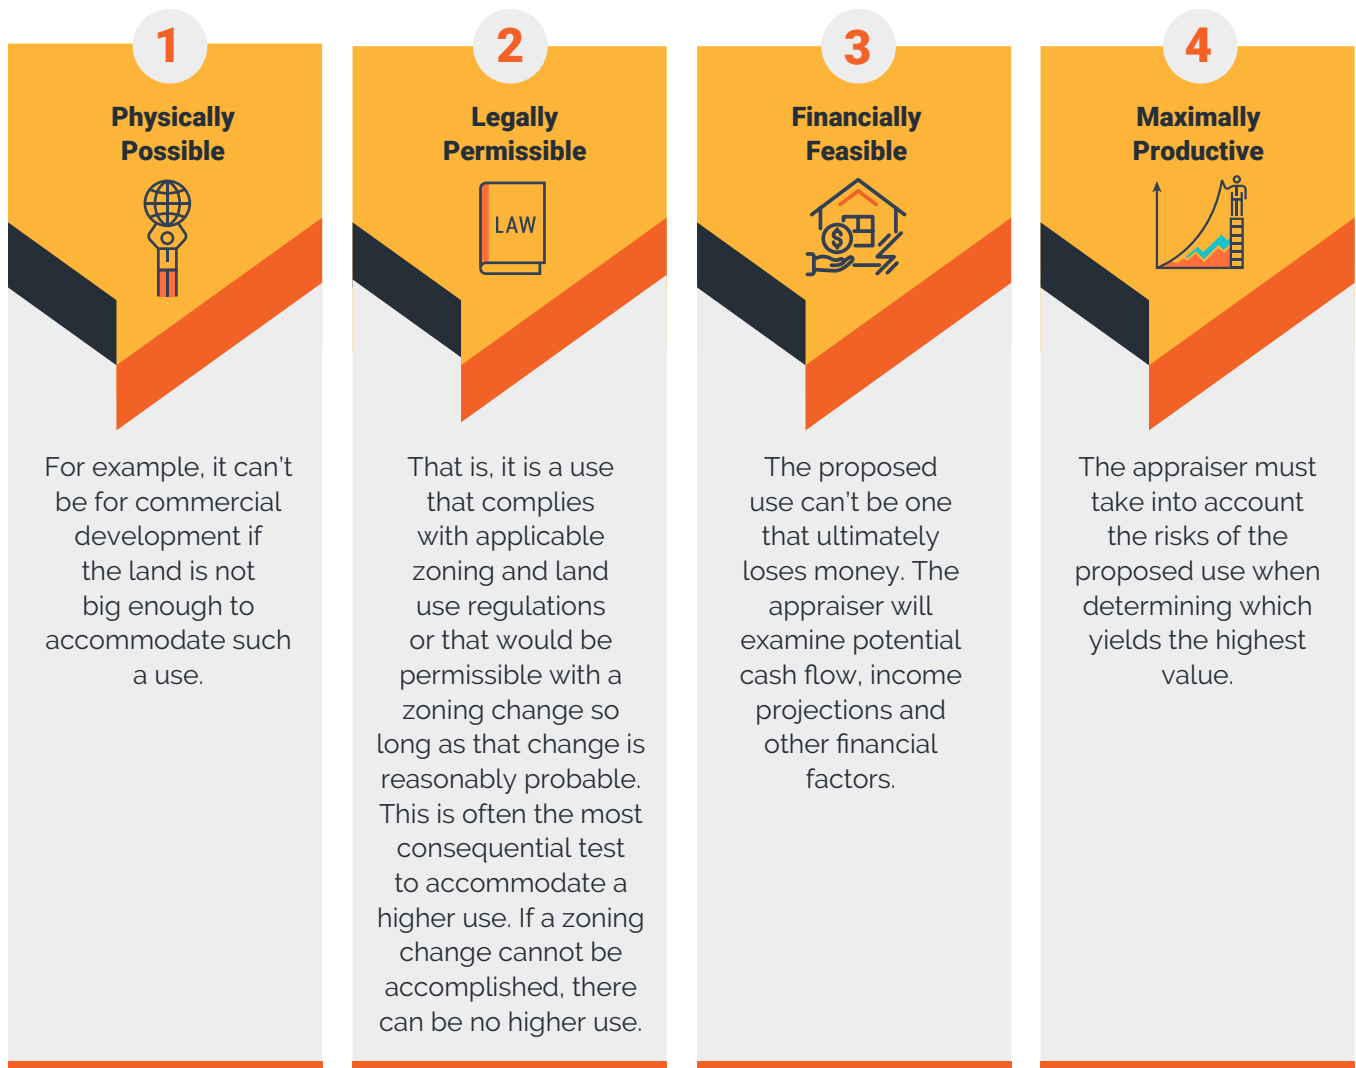 1
Physically
Possible
For example, it can't
be for commercial
development if
the land is not
big enough to
accommodate such
a use.
2
Legally
Permissible
LAW
That is, it is a use
that complies
with applicable
zoning and land
use regulations
or that would be
permissible with a
zoning change so
long as that change is
reasonably probable.
This is often the most
consequential test
to accommodate a
higher use. If a zoning
change cannot be
accomplished, there
can be no higher use.
3
Financially
Feasible
$
The proposed
use can't be one
that ultimately
loses money. The
appraiser will
examine potential
cash flow, income
projections and
other financial
factors.
4
Maximally
Productive
The appraiser must
take into account
the risks of the
proposed use when
determining which
yields the highest
value.